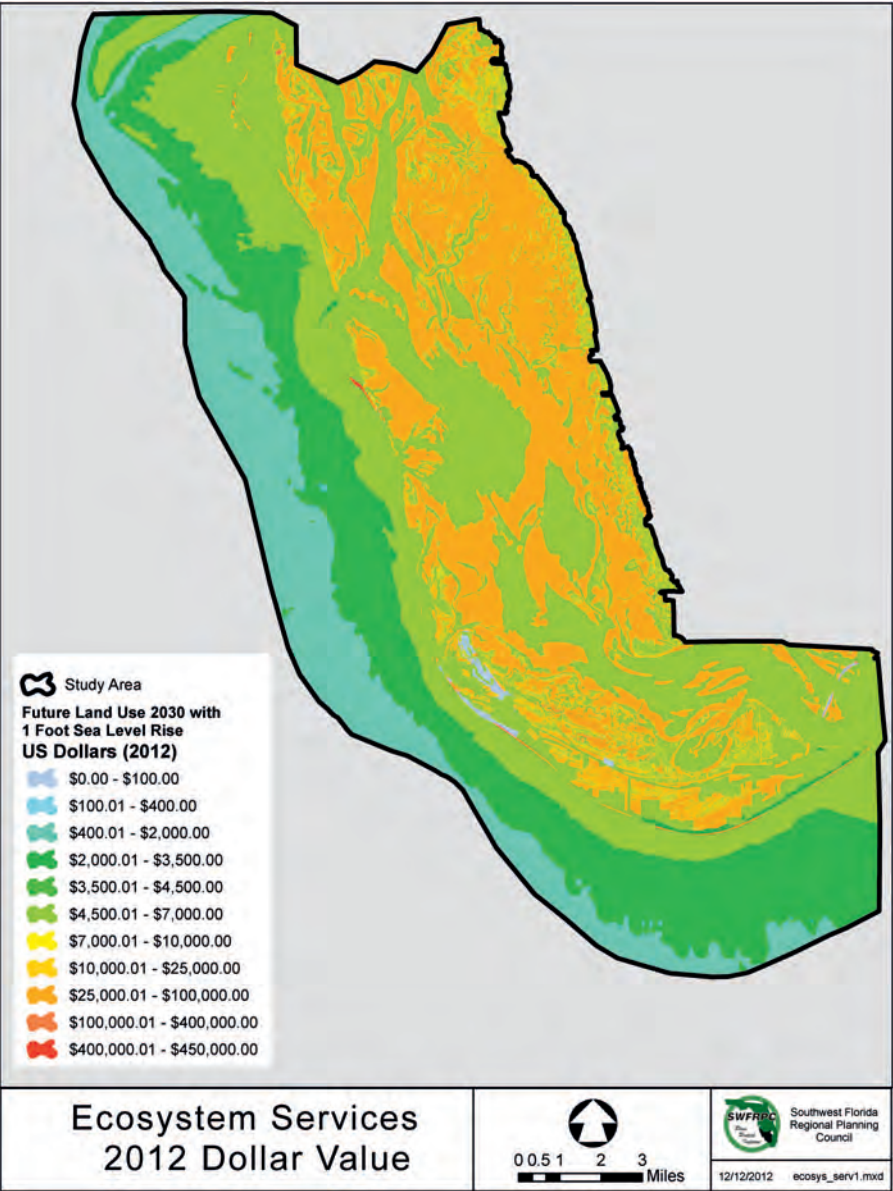 Study Area
Future Land Use 2030 with
1 Foot Sea Level Rise
US Dollars (2012)
$0.00 - $100.00
$100.01 - $400.00
$400.01 - $2,000.00
$2,000.01 - $3,500.00
$3,500.01 - $4,500.00
$4,500.01 - $7,000.00
$7,000.01 - $10,000.00
$10,000.01 - $25,000.00
$25,000.01 - $100,000.00
$100,000.01 - $400,000.00
$400,000.01 - $450,000.00
Ecosystem Services
2012 Dollar Value
0 0.5 1 2 3
Miles
SWFRPC
Southwest Florida
Regional Planning
Council
12/12/2012 ecosys_serv1.mxd